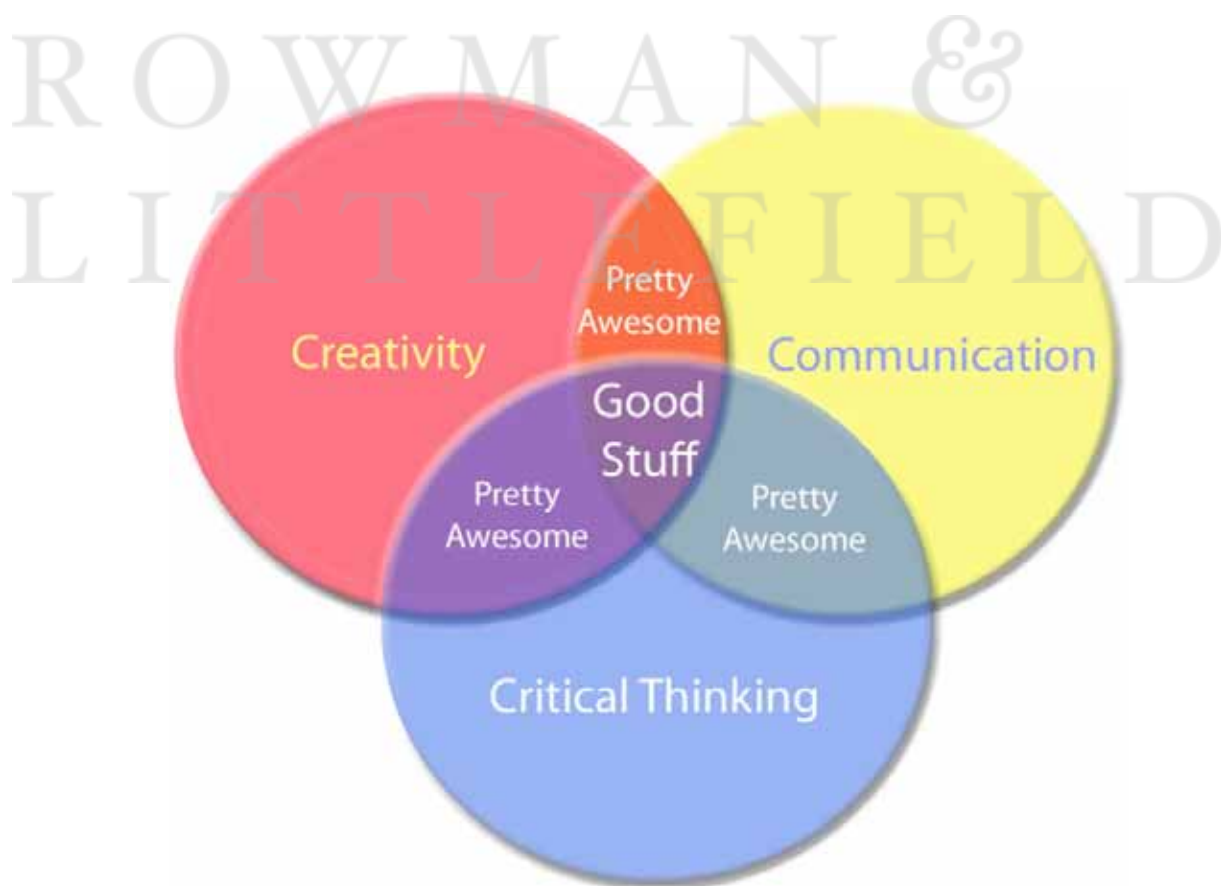 ROWMAN &
LITTLEFIELD
Pretty
Awesome
Creativity
Communication
Good
Stuff
Pretty
Awesome
Pretty
Awesome
Critical Thinking